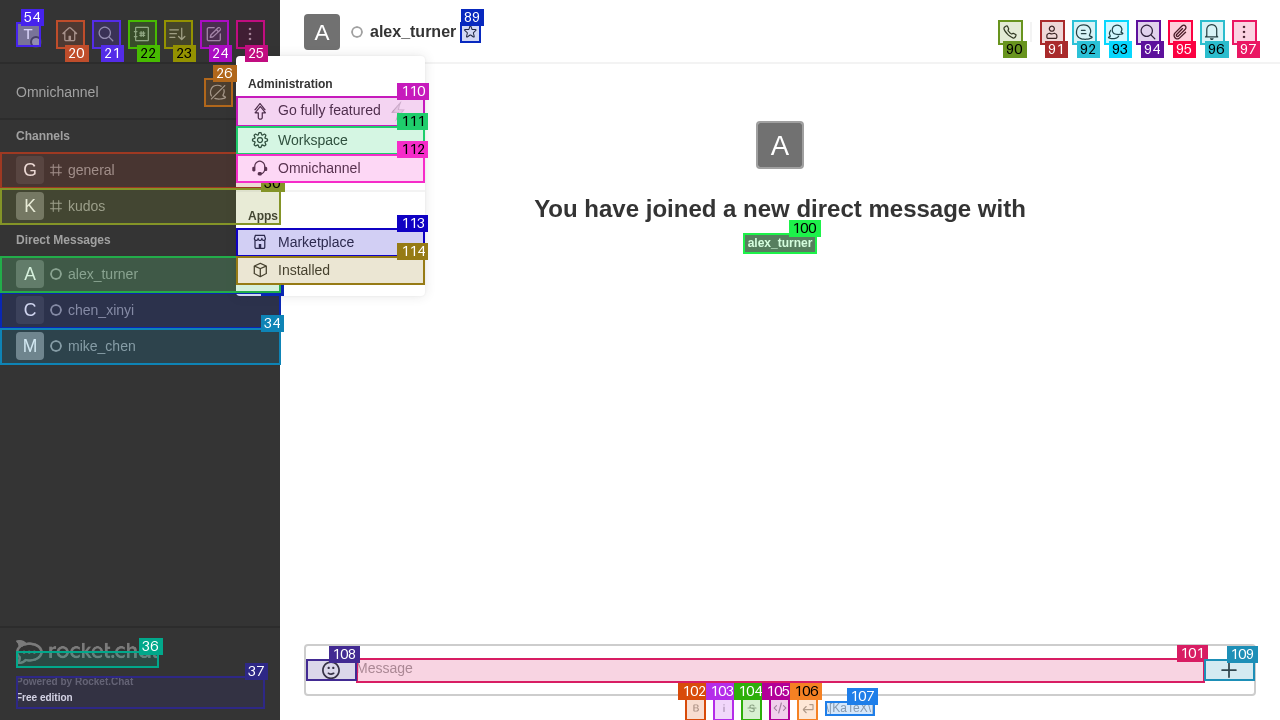 54
T
20
21
22
23
24
25
A
alex_turner
89
90
91
92
93
94
95
96
97
Omnichannel
26
Administration
110
Go fully featured
111
Workspace
112
Omnichannel
Channels
G general
K kudos
30
Apps
113
Marketplace
114
Installed
Direct Messages
A alex_turner
C chen_xinyi
34
M mike_chen
A
You have joined a new direct message with
100
alex_turner
36
rocket.cha
37
Powered by Rocket.Chat
Free edition
108
Message
101
109
102
103
104
105
106
107
B
i
S
</>
\[KaTeX\]